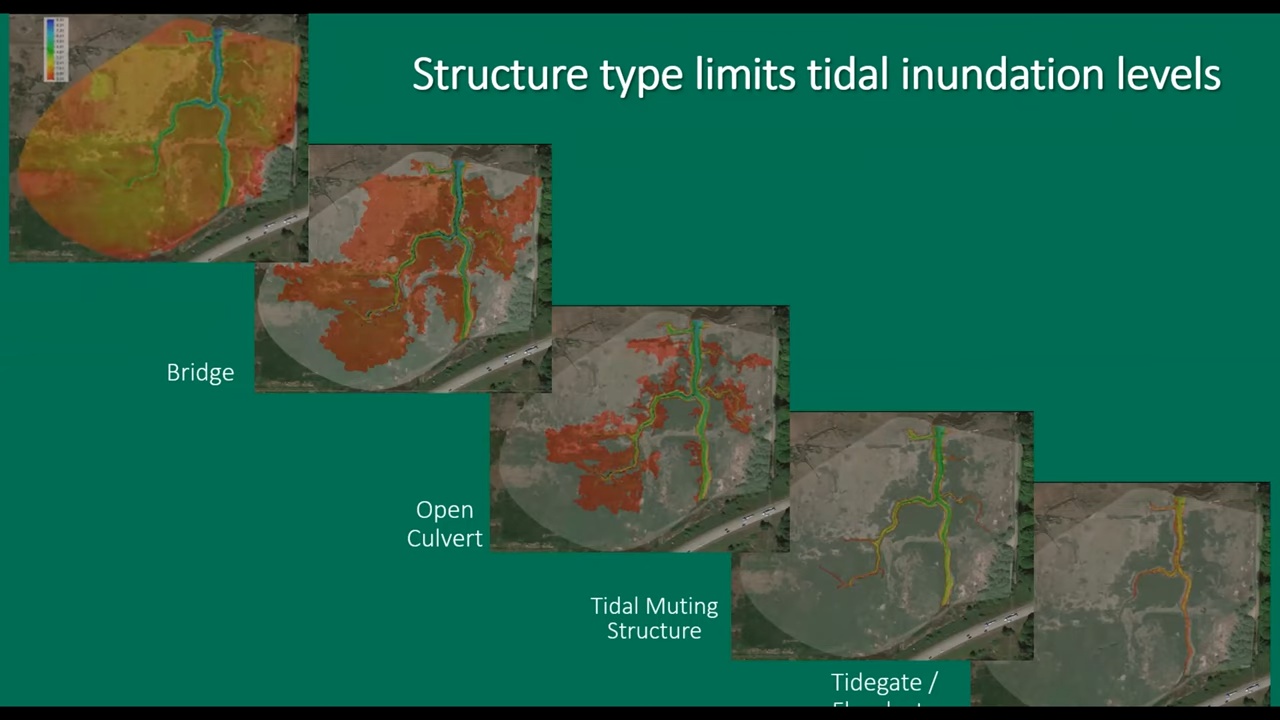 Structure type limits tidal inundation levels
Bridge
Open
Culvert
Tidal Muting
Structure
Tidegate /